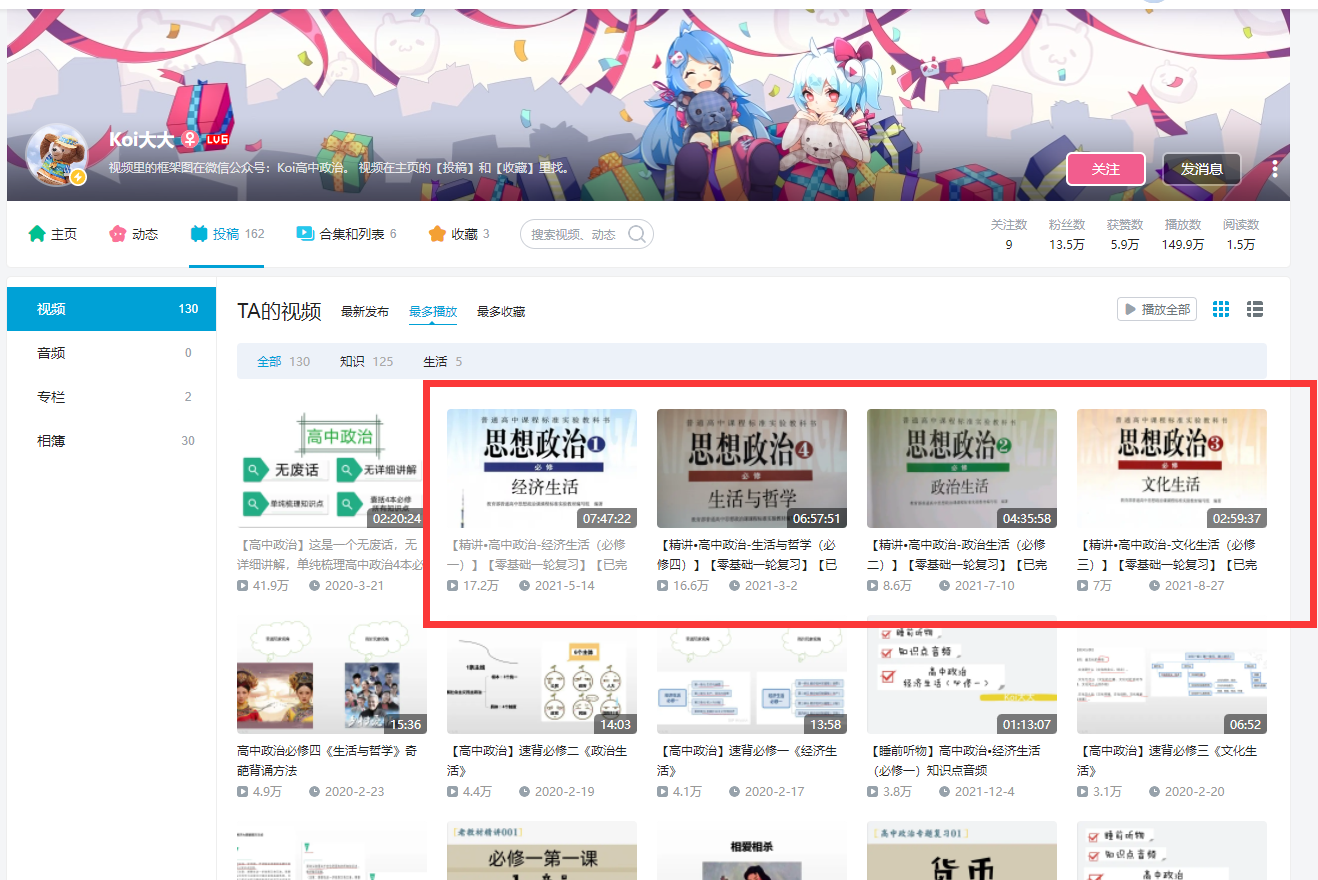 Koi大大 LV6
视频里的框架图在微信公众号：Koi高中政治。 视频在主页的【投稿】和【收藏】里找。
关注 发消息
主页 动态 投稿 162 合集和列表 6 收藏 3 搜索视频、动态
关注数 粉丝数 获赞数 播放数 阅读数
9 13.5万 5.9万 149.9万 1.5万
视频 130
音频 0
专栏 2
相簿 30
TA的视频 最新发布 最多播放 最多收藏 播放全部
全部 130 知识 125 生活 5
高中政治
无废话 无详细讲解
单纯梳理知识点 囊括4本必修
02:20:24
【高中政治】这是一个无废话，无
详细讲解，单纯梳理高中政治4本必
41.9万 2020-3-21
普通高中课程标准实验教科书
思想政治1
必修
经济生活
07:47:22
【精讲•高中政治-经济生活（必修
一）】【零基础一轮复习】【已完
17.2万 2021-5-14
普通高中课程标准实验教科书
思想政治4
必修
生活与哲学
06:57:51
【精讲•高中政治-生活与哲学（必
修四）】【零基础一轮复习】【已
16.6万 2021-3-2
普通高中课程标准实验教科书
思想政治2
必修
政治生活
04:35:58
【精讲•高中政治-政治生活（必修
二）】【零基础一轮复习】【已完
8.6万 2021-7-10
普通高中课程标准实验教科书
思想政治3
必修
文化生活
02:59:37
【精讲•高中政治-文化生活（必修
三）】【零基础一轮复习】【已完
7万 2021-8-27
15:36
高中政治必修四《生活与哲学》奇
葩背诵方法
4.9万 2020-2-23
6个主体
14:03
【高中政治】速背必修二《政治生
活》
4.4万 2020-2-19
13:58
【高中政治】速背必修一《经济生
活》
4.1万 2020-2-17
睡前听物
知识点音频
高中政治
经济生活（必修一）
Koi大大
01:13:07
【睡前听物】高中政治•经济生活
（必修一）知识点音频
3.8万 2021-12-4
06:52
【高中政治】速背必修三《文化生
活》
3.1万 2020-2-20
[老教材精讲001]
必修一第一课
相爱相杀
[高中政治专题复习01]
货币
睡前听物
知识点音频
高中政治